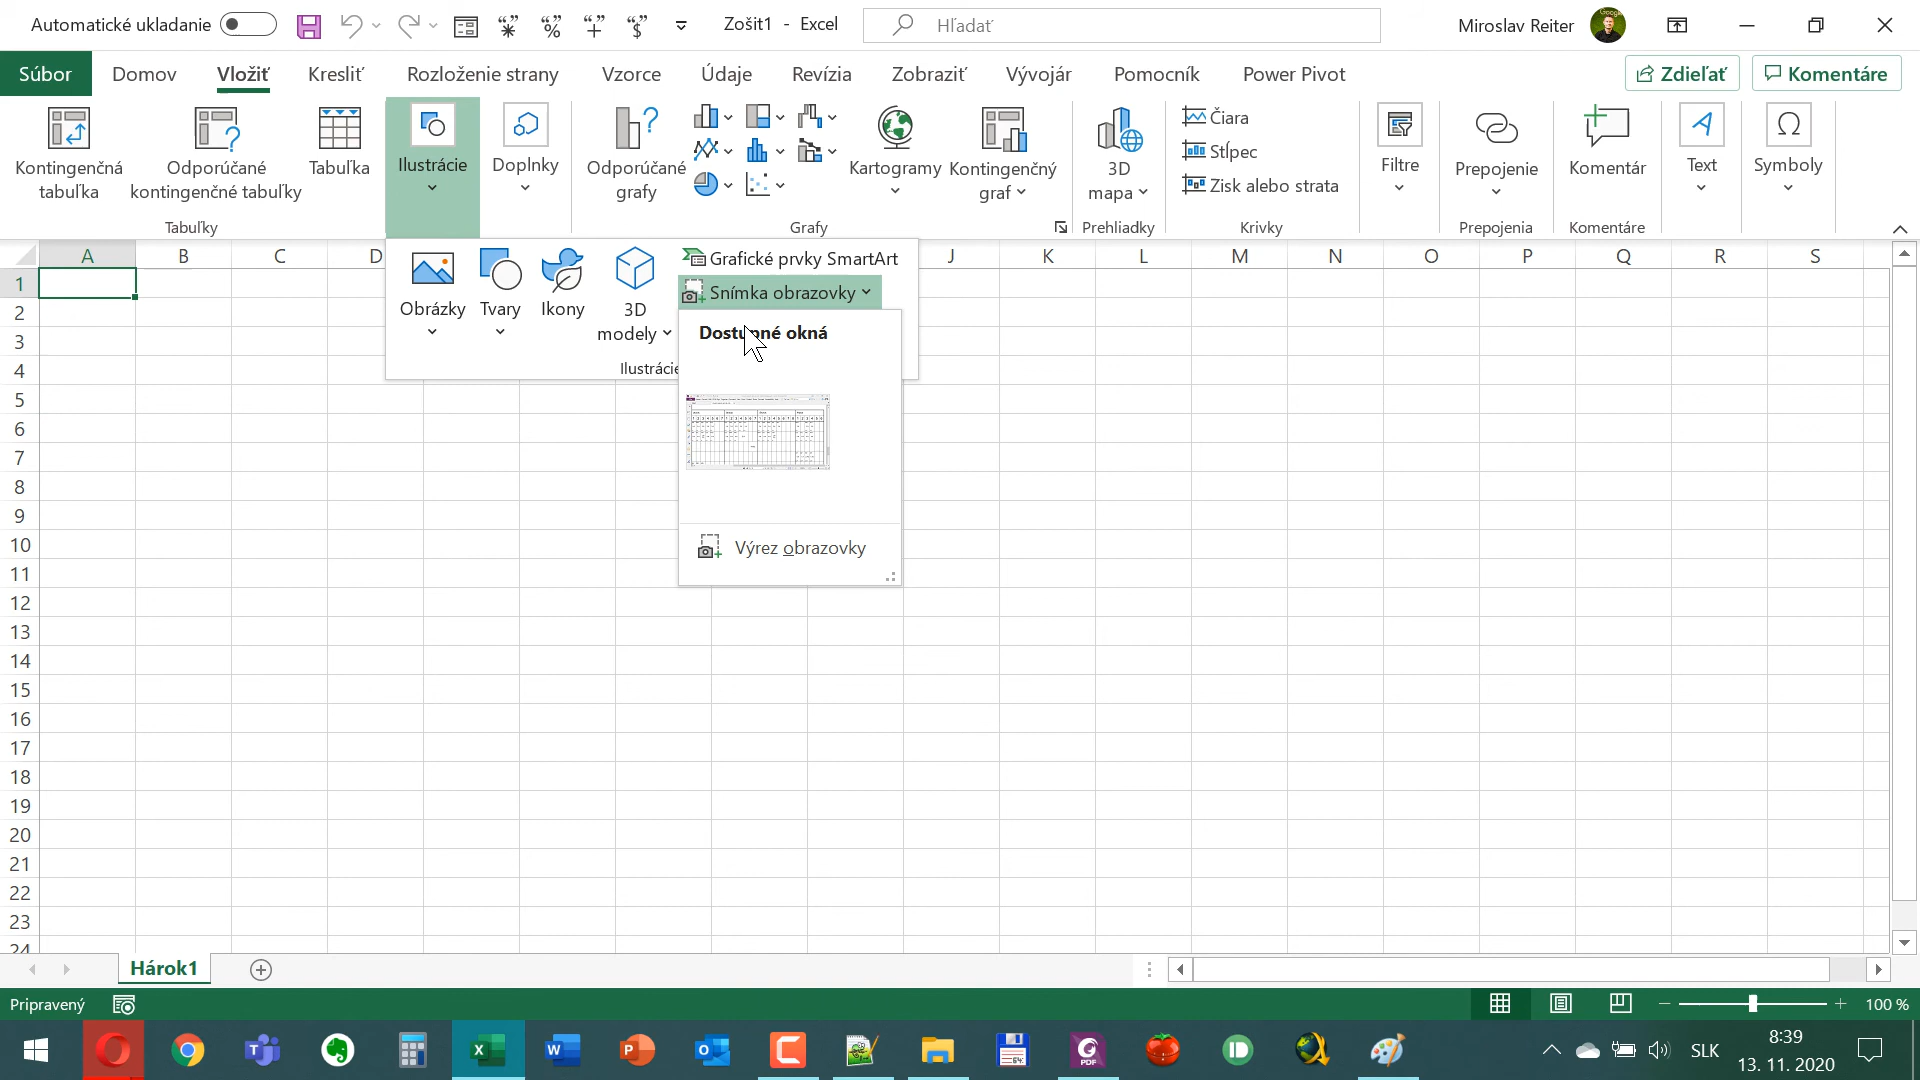 Automatické ukladanie
Zošit1 - Excel
Hľadať
Miroslav Reiter
Súbor Domov Vložiť Kresliť Rozloženie strany Vzorce Údaje Revízia Zobraziť Vývojár Pomocník Power Pivot
Zdieľať
Komentáre
Kontingenčná
tabuľka
Odporúčané
kontingenčné tabuľky
Tabuľka
Tabuľky
Ilustrácie
Doplnky
Odporúčané
grafy
Kartogramy
Kontingenčný
graf
Grafy
3D
mapa
Prehliadky
Čiara
Stĺpec
Zisk alebo strata
Krivky
Filtre
Prepojenie
Prepojenia
Komentár
Komentáre
Text
Symboly
Obrázky
Tvary
Ikony
3D
modely
Grafické prvky SmartArt
Snímka obrazovky
Ilustrácie
Dostupné okná
Výrez obrazovky
A B C D J K L M N O P Q R S
1
2
3
4
5
6
7
8
9
10
11
12
13
14
15
16
17
18
19
20
21
22
23
24
Hárok1
Pripravený
100 %
SLK
8:39
13. 11. 2020